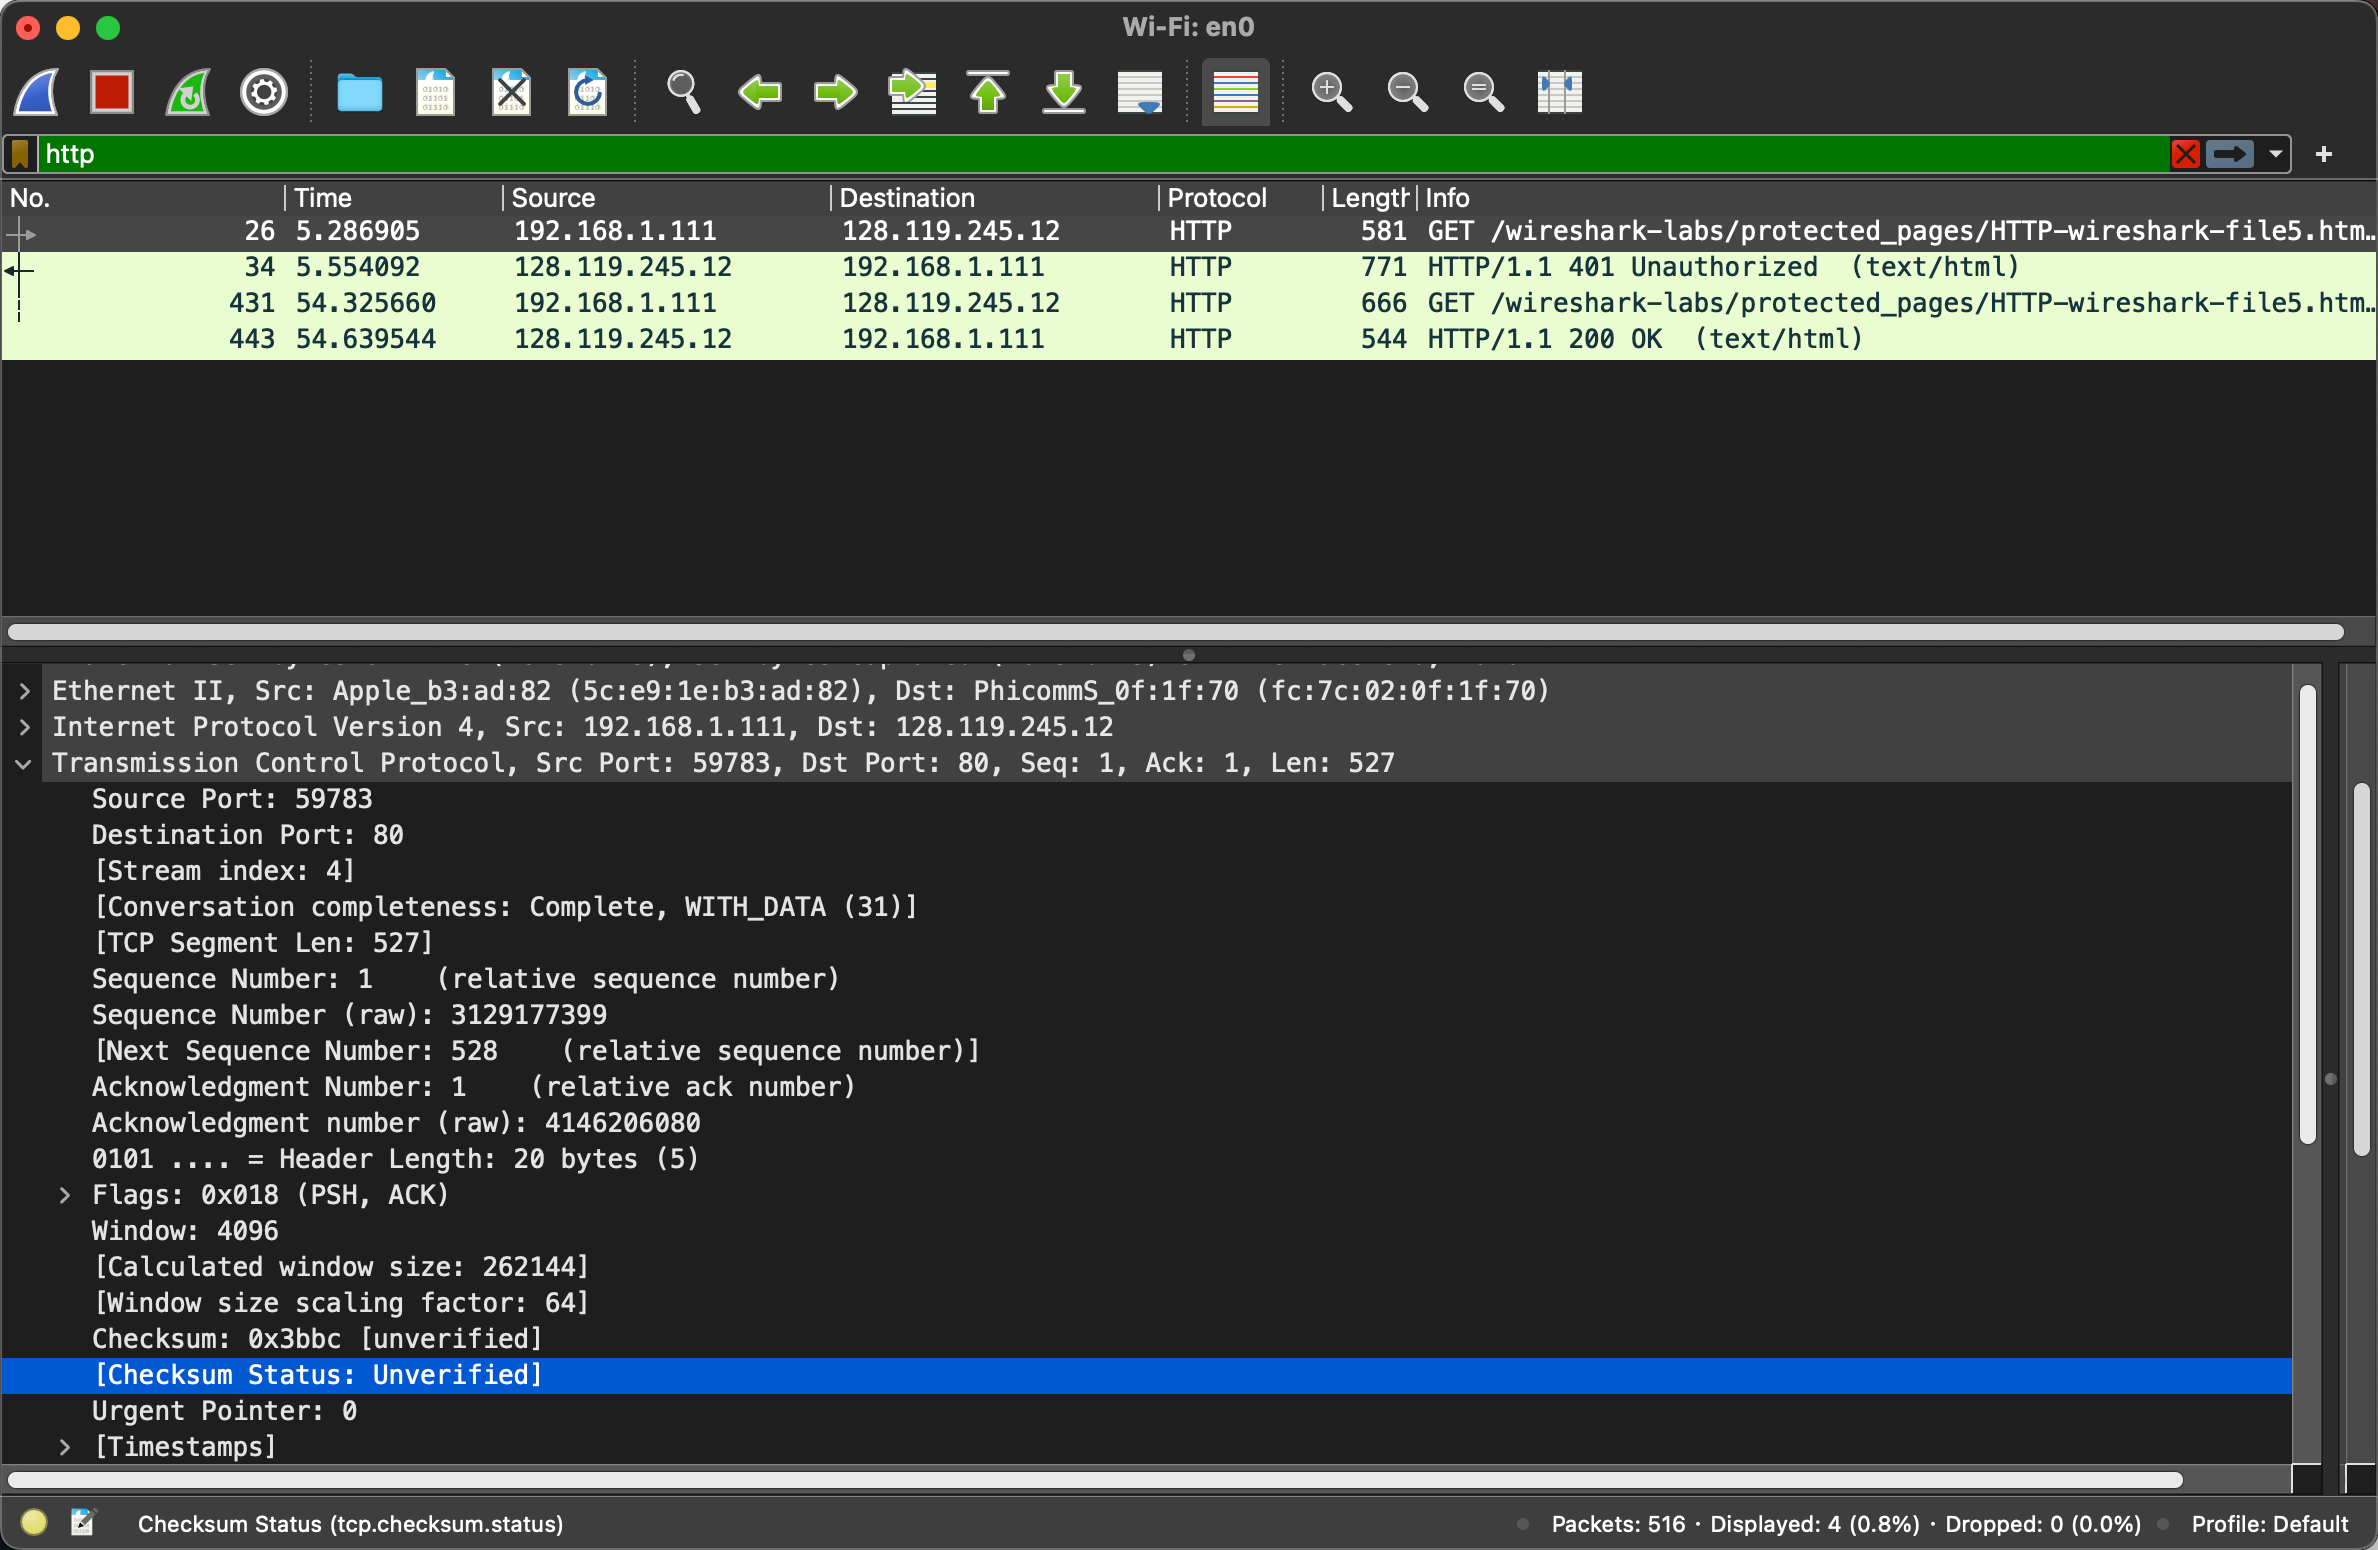 Wi-Fi: en0
http
+
No. Time Source Destination Protocol Length Info
26 5.286905 192.168.1.111 128.119.245.12 HTTP 581 GET /wireshark-labs/protected_pages/HTTP-wireshark-file5.htm…
34 5.554092 128.119.245.12 192.168.1.111 HTTP 771 HTTP/1.1 401 Unauthorized  (text/html)
431 54.325660 192.168.1.111 128.119.245.12 HTTP 666 GET /wireshark-labs/protected_pages/HTTP-wireshark-file5.htm…
443 54.639544 128.119.245.12 192.168.1.111 HTTP 544 HTTP/1.1 200 OK  (text/html)
Ethernet II, Src: Apple_b3:ad:82 (5c:e9:1e:b3:ad:82), Dst: PhicommS_0f:1f:70 (fc:7c:02:0f:1f:70)
Internet Protocol Version 4, Src: 192.168.1.111, Dst: 128.119.245.12
Transmission Control Protocol, Src Port: 59783, Dst Port: 80, Seq: 1, Ack: 1, Len: 527
Source Port: 59783
Destination Port: 80
[Stream index: 4]
[Conversation completeness: Complete, WITH_DATA (31)]
[TCP Segment Len: 527]
Sequence Number: 1    (relative sequence number)
Sequence Number (raw): 3129177399
[Next Sequence Number: 528    (relative sequence number)]
Acknowledgment Number: 1    (relative ack number)
Acknowledgment number (raw): 4146206080
0101 .... = Header Length: 20 bytes (5)
Flags: 0x018 (PSH, ACK)
Window: 4096
[Calculated window size: 262144]
[Window size scaling factor: 64]
Checksum: 0x3bbc [unverified]
[Checksum Status: Unverified]
Urgent Pointer: 0
[Timestamps]
Checksum Status (tcp.checksum.status)
Packets: 516 · Displayed: 4 (0.8%) · Dropped: 0 (0.0%)
Profile: Default